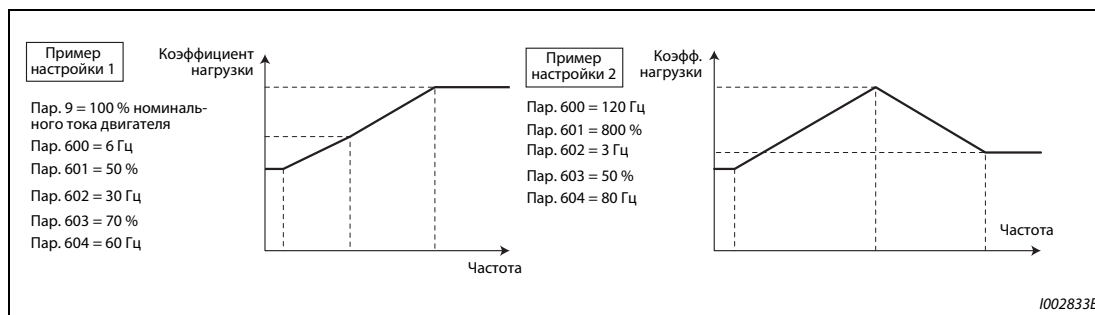 Пример
настройки 1
Коэффициент
нагрузки
Пар. 9 = 100 % номиналь-
ного тока двигателя
Пар. 600 = 6 Гц
Пар. 601 = 50 %
Пар. 602 = 30 Гц
Пар. 603 = 70 %
Пар. 604 = 60 Гц
Частота
Пример
настройки 2
Коэфф.
нагрузки
Пар. 600 = 120 Гц
Пар. 601 = 800 %
Пар. 602 = 3 Гц
Пар. 603 = 50 %
Пар. 604 = 80 Гц
Частота
I002833E